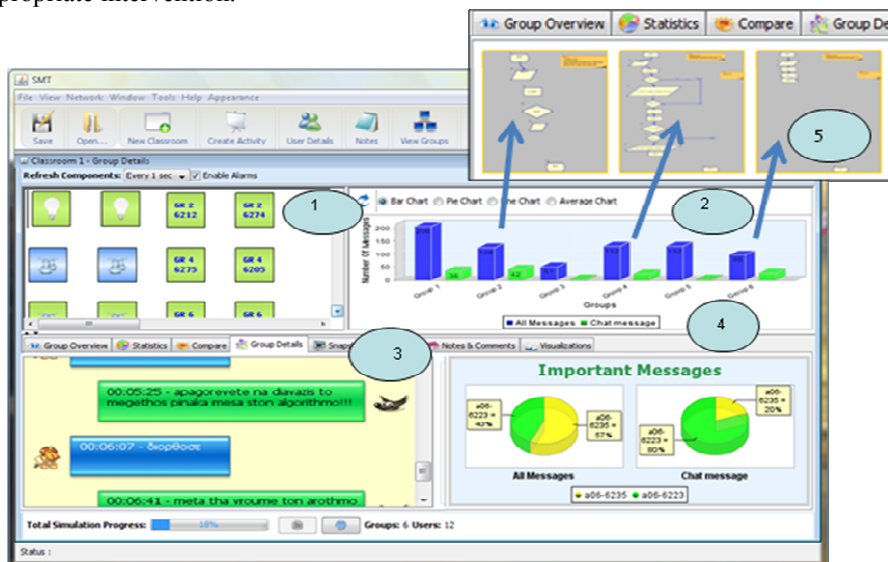 propriate intervention.
Group Overview Statistics Compare Group De
5
SMT
File View Network Window Tools Help Appearance
Save Open... New Classroom Create Activity User Details Notes View Groups
Classroom 1 - Group Details
Refresh Components: Every 1 sec Enable Alarms
GR 2 6212
GR 2 6274
GR 4 6275
GR 4 6205
GR 6
GR 6
1
Bar Chart Pie Chart Line Chart Average Chart
2
Number Of Messages
200
150
100
50
0
Group 1 Group 2 Group 3 Group 4 Group 5 Group 6
Groups
All Messages Chat message
4
Group Overview Statistics Compare Group Details Snaps
3
Notes & Comments Visualizations
00:05:25 - apagorevete na diavazis to
megethos pinaka mesa ston algorithmo!!!
00:06:07 - διορθοσε
00:06:41 - meta tha vroume ton arothmo
Important Messages
a06-6223 = 43%
a06-6235 = 57%
All Messages
a06-6223 = 80%
a06-6235 = 20%
Chat message
a06-6235 a06-6223
Total Simulation Progress: 18% Groups: 6 Users: 12
Status :